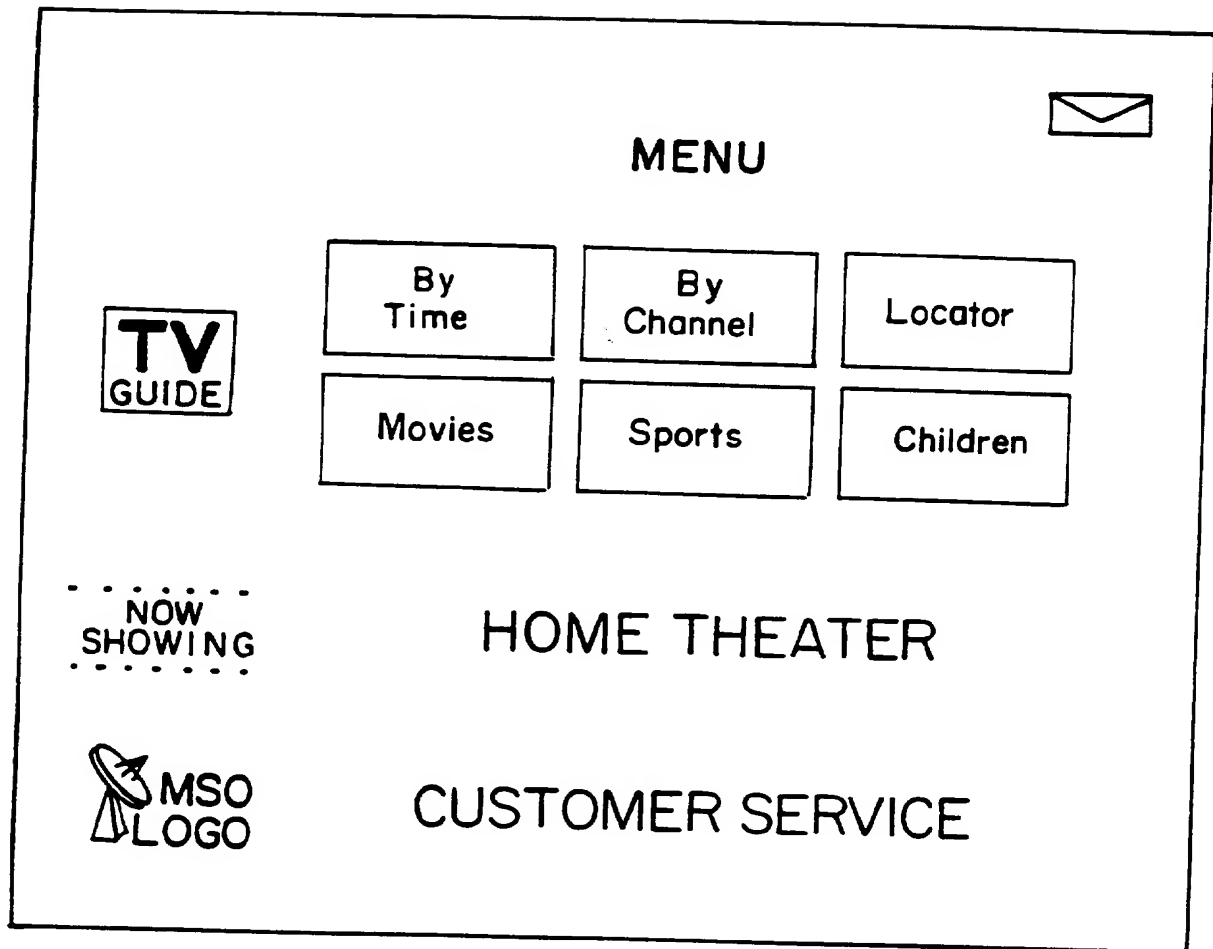 MENU
TV
GUIDE
By
Time
By
Channel
Locator
Movies
Sports
Children
NOW
SHOWING
HOME THEATER
MSO
LOGO
CUSTOMER SERVICE